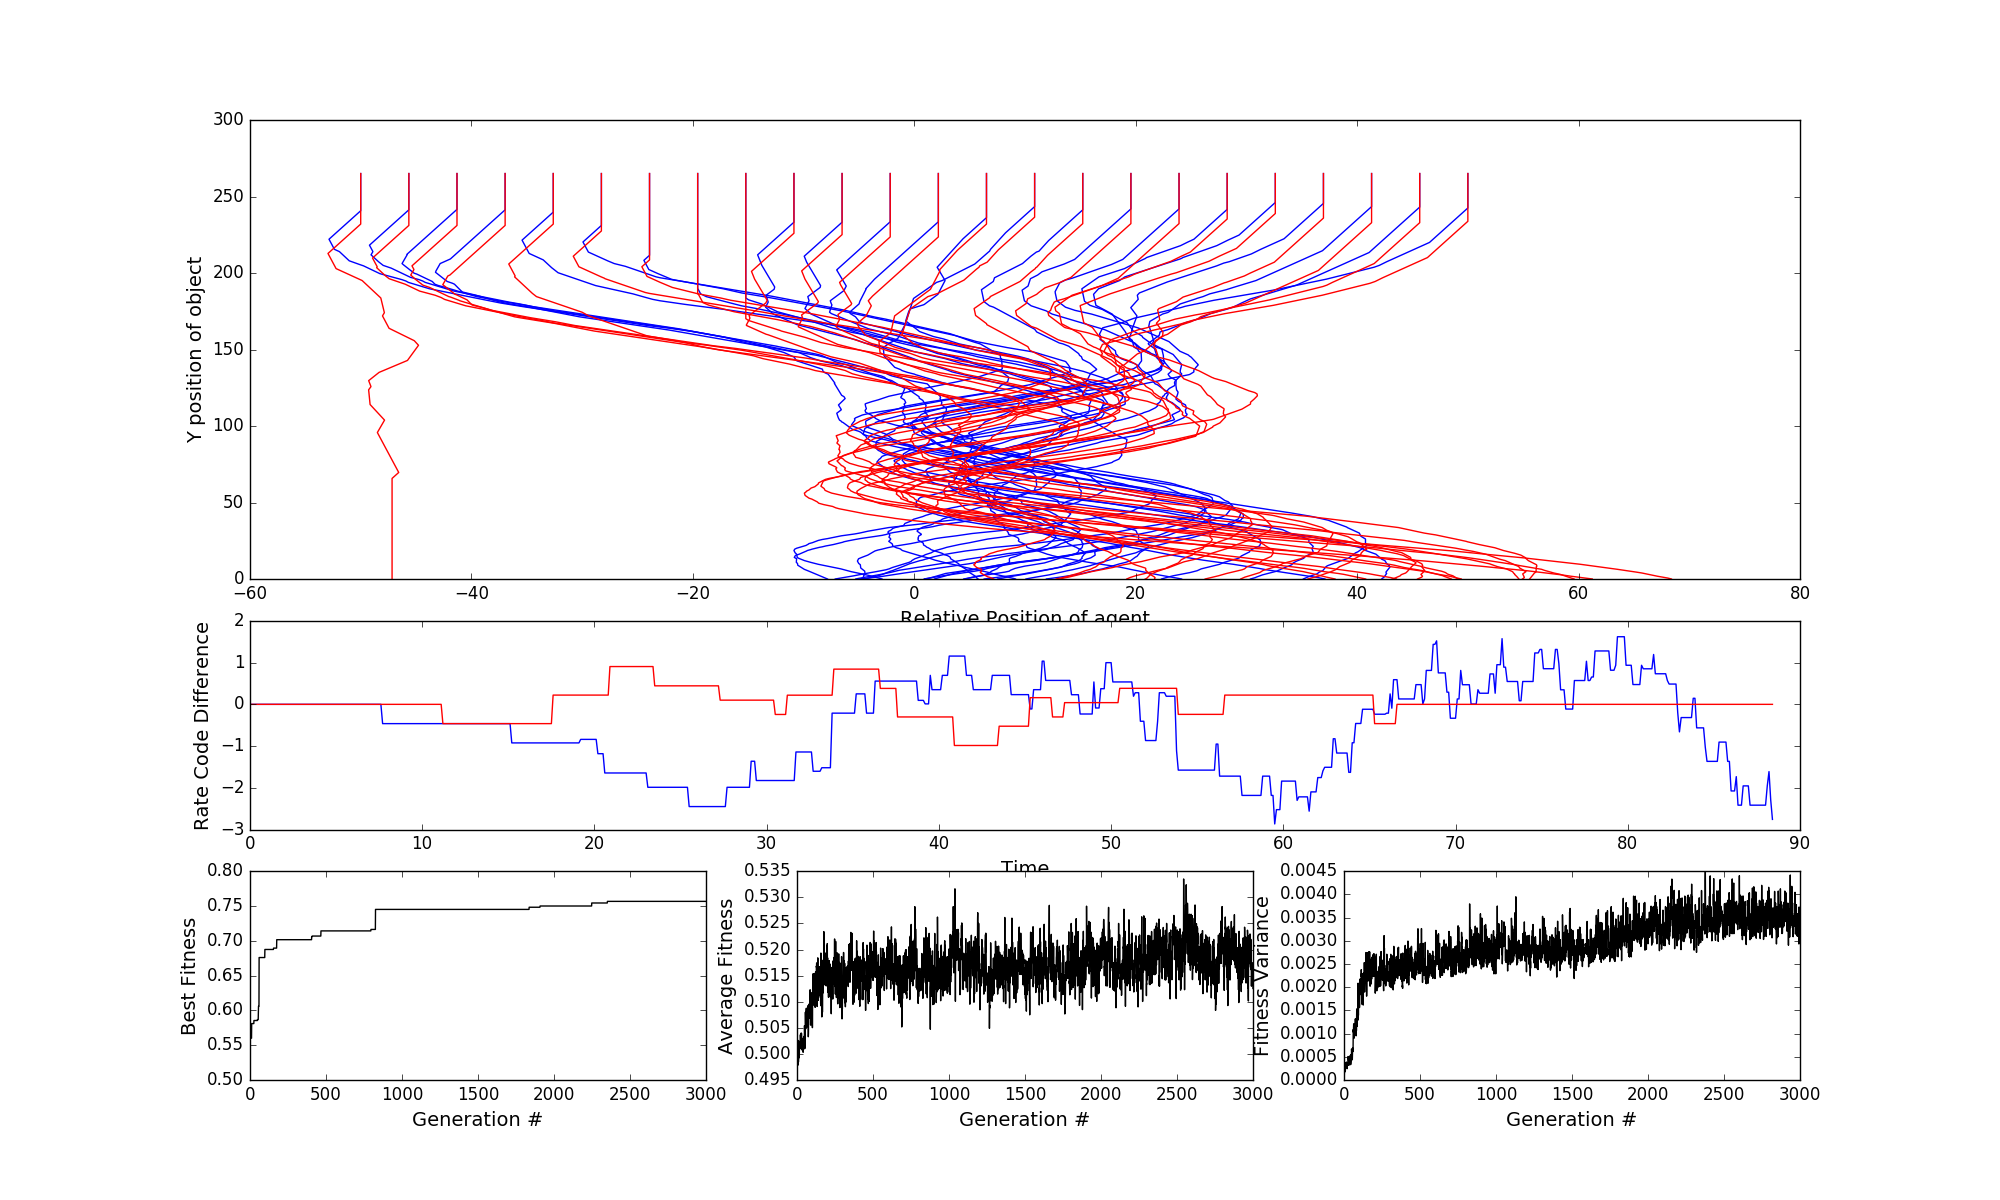 300
250
200
150
100
50
0
Y position of object
−60 −40 −20 0 20 40 60 80
Relative Position of agent
2
1
0
−1
−2
−3
Rate Code Difference
0 10 20 30 40 50 60 70 80 90
Time
0.80
0.75
0.70
0.65
0.60
0.55
0.50
Best Fitness
0 500 1000 1500 2000 2500 3000
Generation #
0.535
0.530
0.525
0.520
0.515
0.510
0.505
0.500
0.495
Average Fitness
0 500 1000 1500 2000 2500 3000
Generation #
0.0045
0.0040
0.0035
0.0030
0.0025
0.0020
0.0015
0.0010
0.0005
0.0000
Fitness Variance
0 500 1000 1500 2000 2500 3000
Generation #